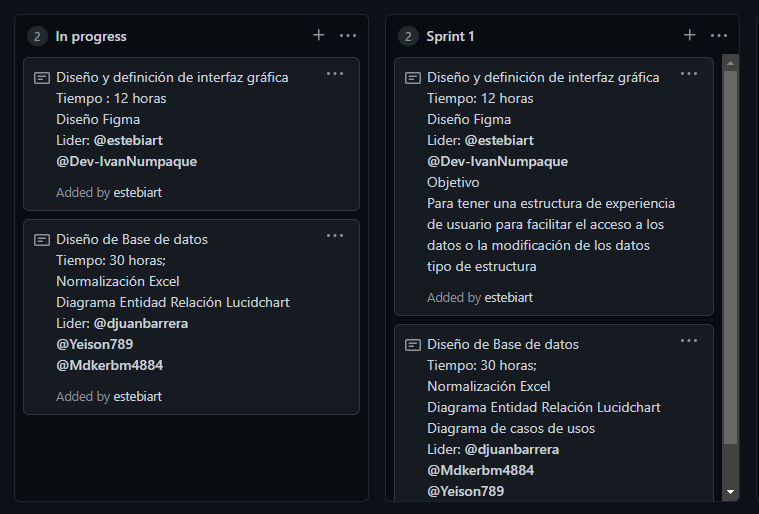 2 In progress
Diseño y definición de interfaz gráfica
Tiempo : 12 horas
Diseño Figma
Lider: @estebiart
@Dev-IvanNumpaque
Added by estebiart
Diseño de Base de datos
Tiempo: 30 horas;
Normalización Excel
Diagrama Entidad Relación Lucidchart
Lider: @djuanbarrera
@Yeison789
@Mdkerbm4884
Added by estebiart
2 Sprint 1
Diseño y definición de interfaz gráfica
Tiempo: 12 horas
Diseño Figma
Lider: @estebiart
@Dev-IvanNumpaque
Objetivo
Para tener una estructura de experiencia
de usuario para facilitar el acceso a los
datos o la modificación de los datos
tipo de estructura
Added by estebiart
Diseño de Base de datos
Tiempo: 30 horas;
Normalización Excel
Diagrama Entidad Relación Lucidchart
Diagrama de casos de usos
Lider: @djuanbarrera
@Mdkerbm4884
@Yeison789